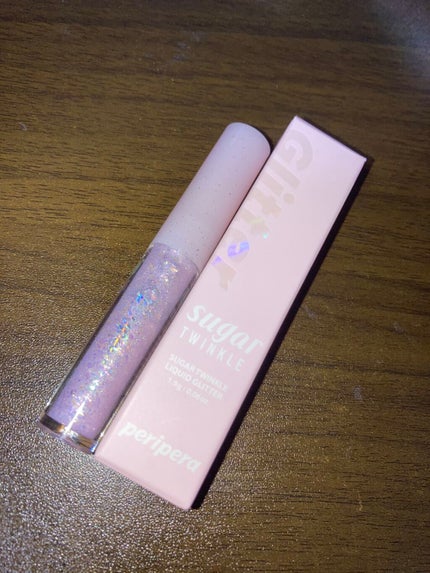 Glitter
sugar
TWINKLE
SUGAR TWINKLE
LIQUID GLITTER
peripera